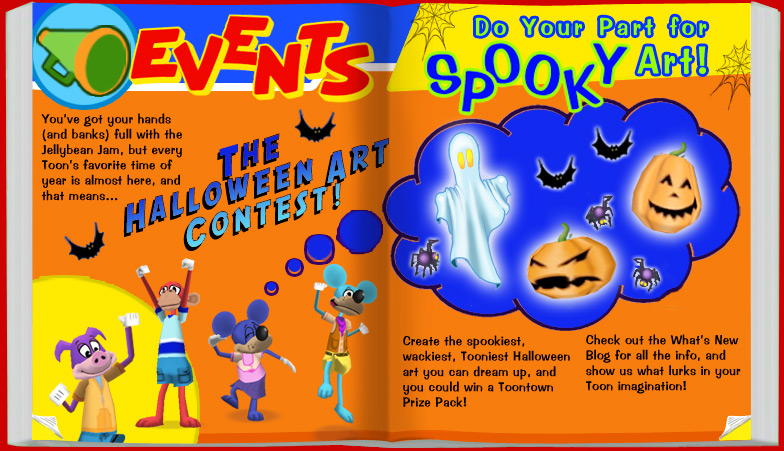 EVENTS
You've got your hands
(and banks) full with the
Jellybean Jam, but every
Toon's favorite time of
year is almost here, and
that means...
THE
HALLOWEEN ART
CONTEST!
Do Your Part for
SPOOKY Art!
Create the spookiest,
wackiest, Tooniest Halloween
art you can dream up, and
you could win a Toontown
Prize Pack!
Check out the What's New
Blog for all the info, and
show us what lurks in your
Toon imagination!